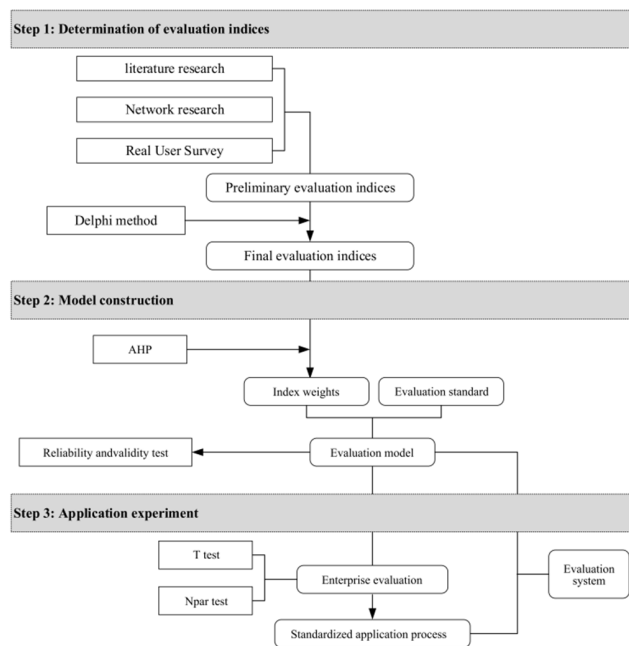 Step 1: Determination of evaluation indices
literature research
Network research
Real User Survey
Preliminary evaluation indices
Delphi method
Final evaluation indices
Step 2: Model construction
AHP
Index weights
Evaluation standard
Reliability andvalidity test
Evaluation model
Step 3: Application experiment
T test
Enterprise evaluation
Evaluation
system
Npar test
Standardized application process